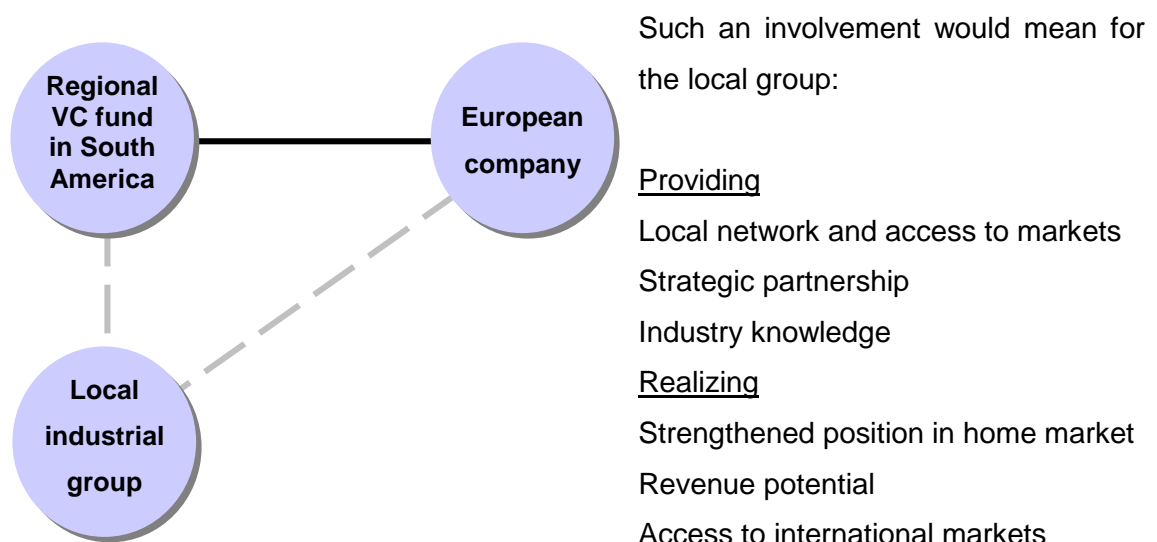 Regional
VC fund
in South
America
European
company
Local
industrial
group
Such an involvement would mean for
the local group:
Providing
Local network and access to markets
Strategic partnership
Industry knowledge
Realizing
Strengthened position in home market
Revenue potential
Access to international markets